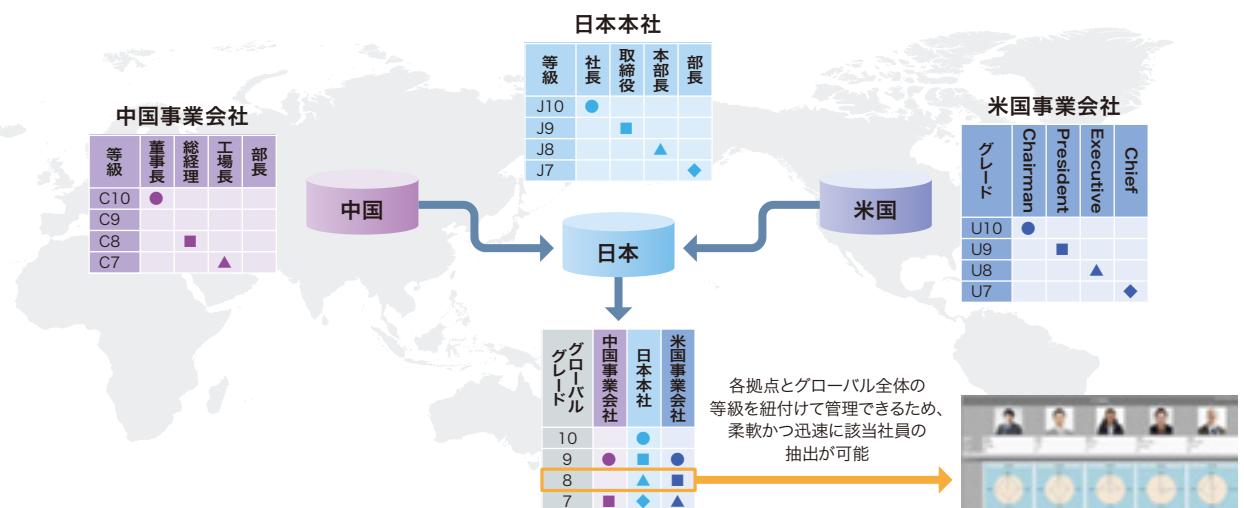 日本本社
等級 社長 取締役 本部長 部長
J10 ●
J9 ■
J8 ▲
J7 ◆
中国事業会社
等級 董事長 総経理 工場長 部長
C10 ●
C9
C8 ■
C7 ▲
米国事業会社
グレード Chairman President Executive Chief
U10 ●
U9 ■
U8 ▲
U7 ◆
中国
日本
米国
グローバルグレード 中国事業会社 日本本社 米国事業会社
10 ●
9 ● ■ ●
8 ▲ ■
7 ■ ◆ ▲
各拠点とグローバル全体の
等級を紐付けて管理できるため、
柔軟かつ迅速に該当社員の
抽出が可能